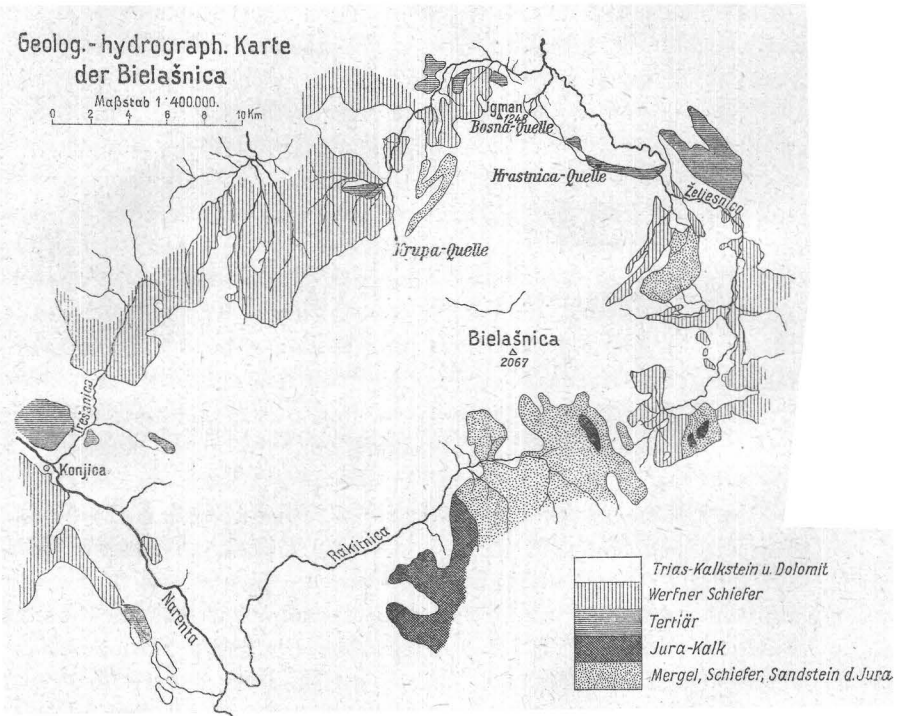 Geolog.-hydrograph. Karte
der Bielašnica
Maßstab 1:400.000.
0 2 4 6 8 10 Km
Igman
1248
Bosna-Quelle
Hrastnica-Quelle
Željesnica
Krupa-Quelle
Bielašnica
2067
Trešanica
Konjica
Rakitnica
Narenta
Trias-Kalkstein u. Dolomit
Werfner Schiefer
Tertiär
Jura-Kalk
Mergel, Schiefer, Sandstein d. Jura